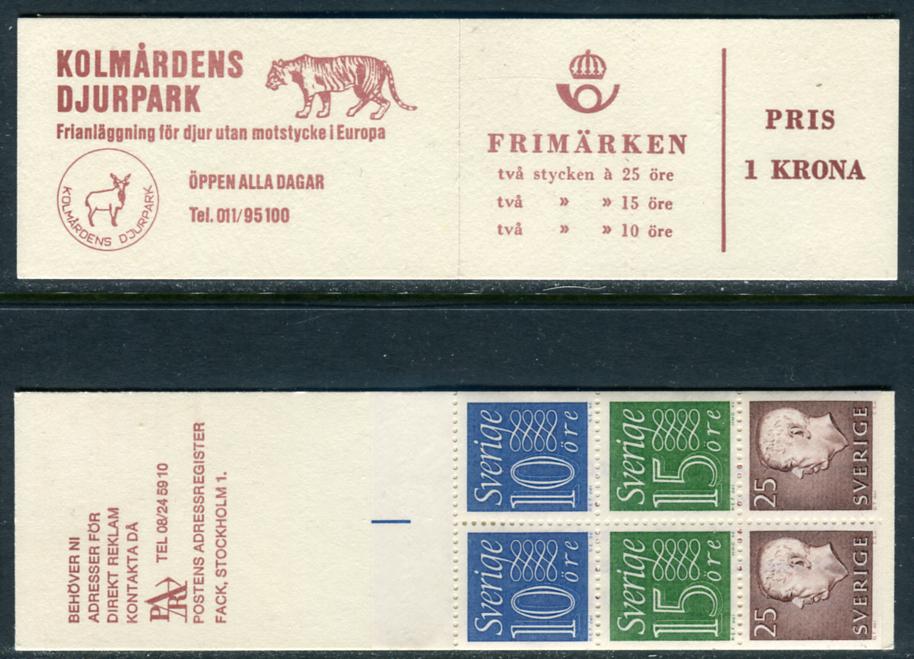 KOLMÅRDENS
DJURPARK
Frianläggning för djur utan motstycke i Europa
KOLMÅRDENS DJURPARK
ÖPPEN ALLA DAGAR
Tel. 011/95100
FRIMÄRKEN
två stycken à 25 öre
två » » 15 öre
två » » 10 öre
PRIS
1 KRONA
BEHÖVER NI
ADRESSER FÖR
DIREKT REKLAM
KONTAKTA DÅ
PAR TEL 08/24 59 10
POSTENS ADRESSREGISTER
FACK, STOCKHOLM 1.
Sverige
10 öre
Sverige
15 öre
25
SVERIGE
Sverige
10 öre
Sverige
15 öre
25
SVERIGE